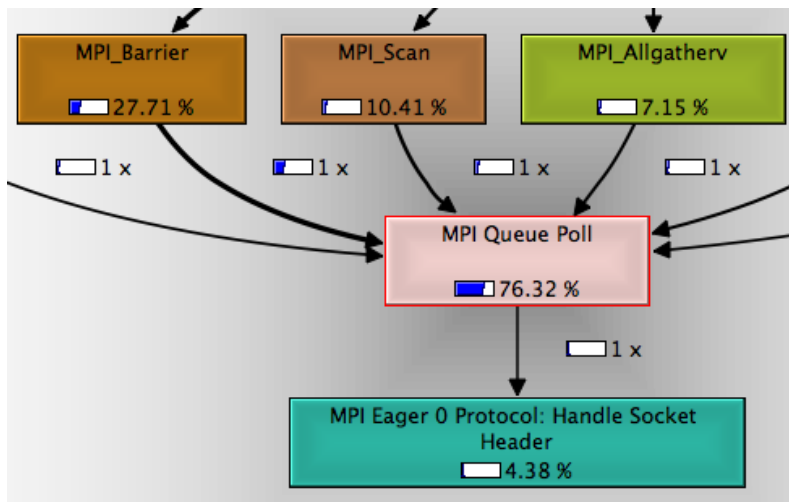 MPI_Barrier
27.71 %
MPI_Scan
10.41 %
MPI_Allgatherv
7.15 %
1 x
1 x
1 x
1 x
MPI Queue Poll
76.32 %
1 x
MPI Eager 0 Protocol: Handle Socket
Header
4.38 %